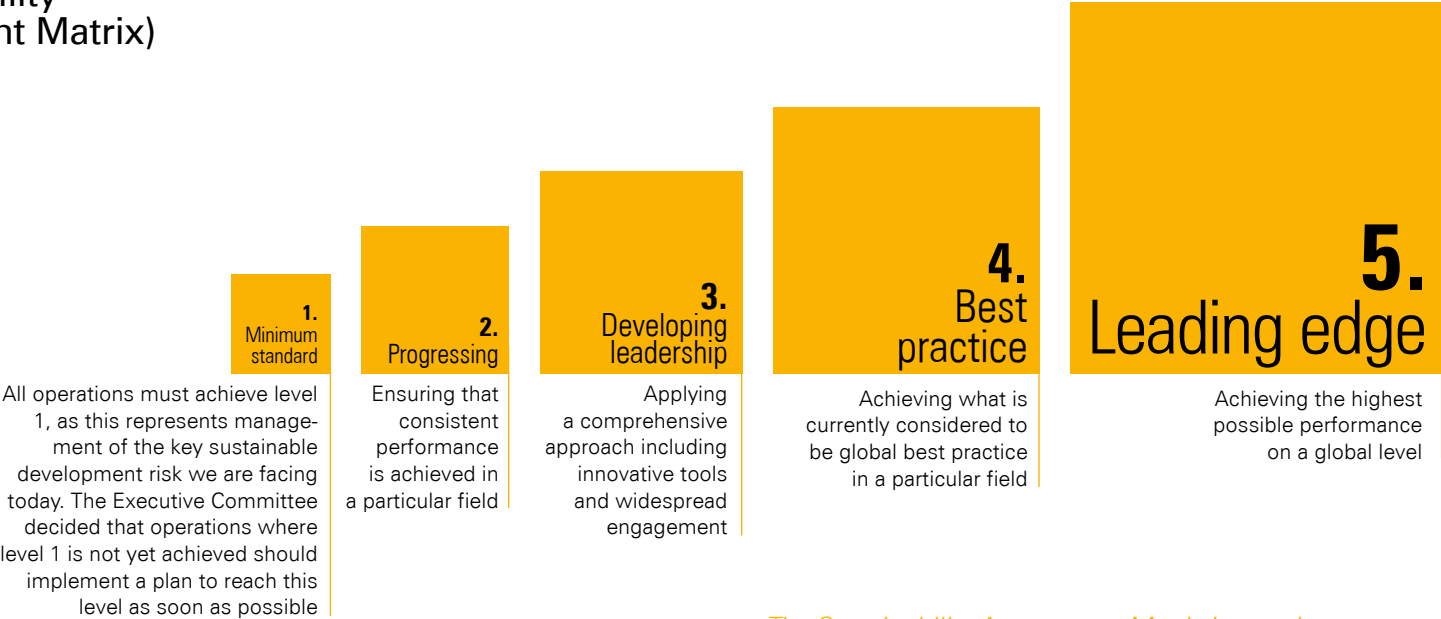 nt Matrix)
1.
Minimum
standard
All operations must achieve level
1, as this represents manage-
ment of the key sustainable
development risk we are facing
today. The Executive Committee
decided that operations where
level 1 is not yet achieved should
implement a plan to reach this
level as soon as possible
2.
Progressing
Ensuring that
consistent
performance
is achieved in
a particular field
3.
Developing
leadership
Applying
a comprehensive
approach including
innovative tools
and widespread
engagement
4.
Best
practice
Achieving what is
currently considered to
be global best practice
in a particular field
5.
Leading edge
Achieving the highest
possible performance
on a global level